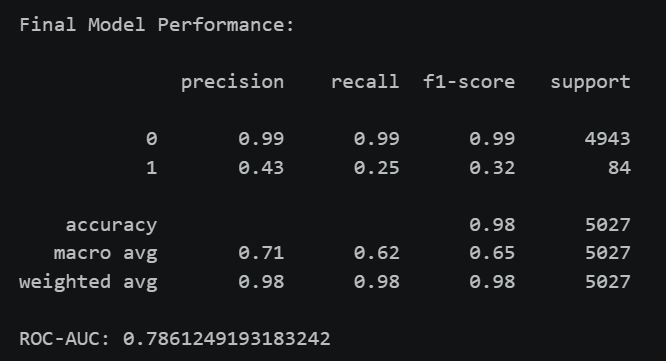 Final Model Performance:
precision recall f1-score support
0 0.99 0.99 0.99 4943
1 0.43 0.25 0.32 84
accuracy 0.98 5027
macro avg 0.71 0.62 0.65 5027
weighted avg 0.98 0.98 0.98 5027
ROC-AUC: 0.7861249193183242